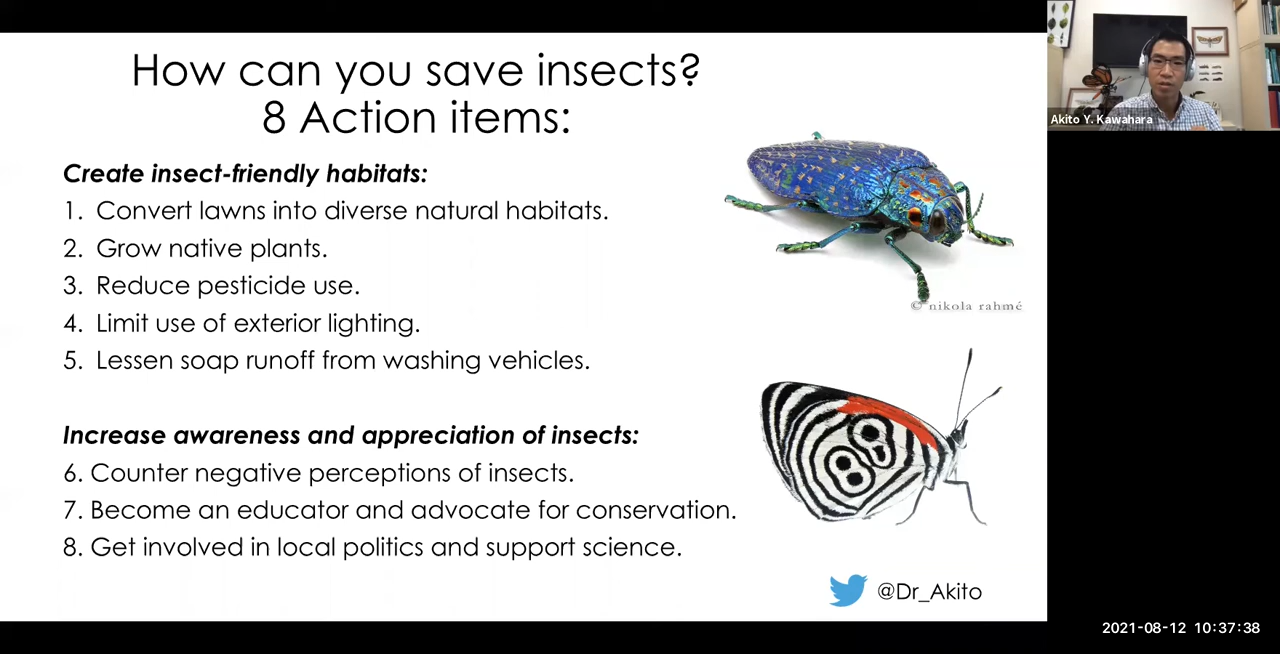 How can you save insects?
8 Action items:
Create insect-friendly habitats:
1. Convert lawns into diverse natural habitats.
2. Grow native plants.
3. Reduce pesticide use.
4. Limit use of exterior lighting.
5. Lessen soap runoff from washing vehicles.
Increase awareness and appreciation of insects:
6. Counter negative perceptions of insects.
7. Become an educator and advocate for conservation.
8. Get involved in local politics and support science.
© nikola rahmé
@Dr_Akito
Akito Y. Kawahara
2021-08-12 10:37:38